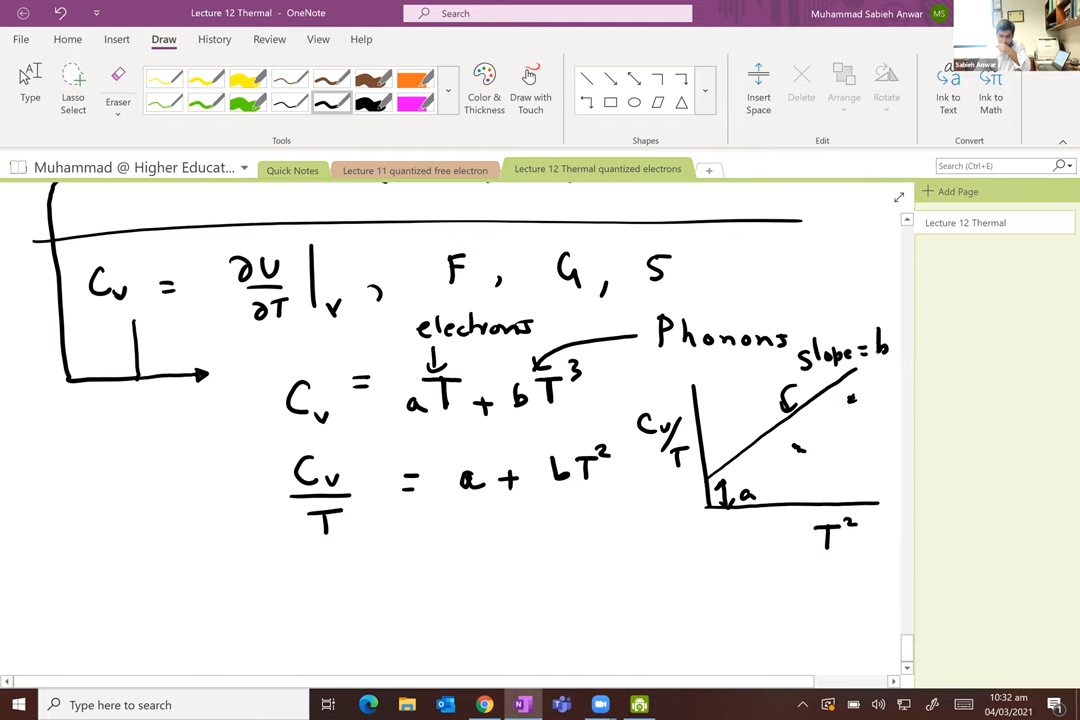 Lecture 12 Thermal - OneNote
Search
Muhammad Sabieh Anwar
MS
File Home Insert Draw History Review View Help
Type
Lasso Select
Eraser
Color & Thickness
Draw with Touch
Insert Space
Delete
Arrange
Rotate
Ink to Text
Ink to Math
Tools
Shapes
Edit
Convert
Sabieh Anwar
Muhammad @ Higher Educat...
Quick Notes
Lecture 11 quantized free electron
Lecture 12 Thermal quantized electrons
Search (Ctrl+E)
Add Page
Lecture 12 Thermal
Cv = ∂U/∂T |v , F, G, S
electrons
Phonons
slope = b
Cv = aT + bT³
Cv/T
Cv/T = a + bT²
a
T²
Type here to search
10:32 am
04/03/2021
1